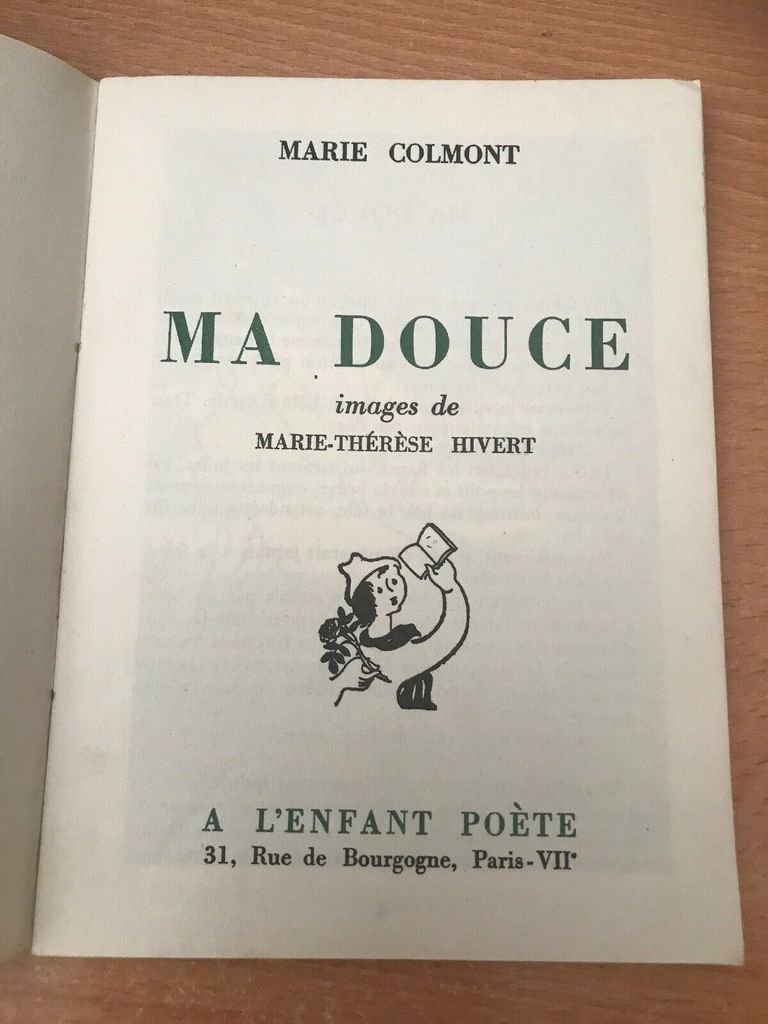 MARIE COLMONT
MA DOUCE
images de
MARIE-THÉRÈSE HIVERT
A L'ENFANT POÈTE
31, Rue de Bourgogne, Paris-VIIe